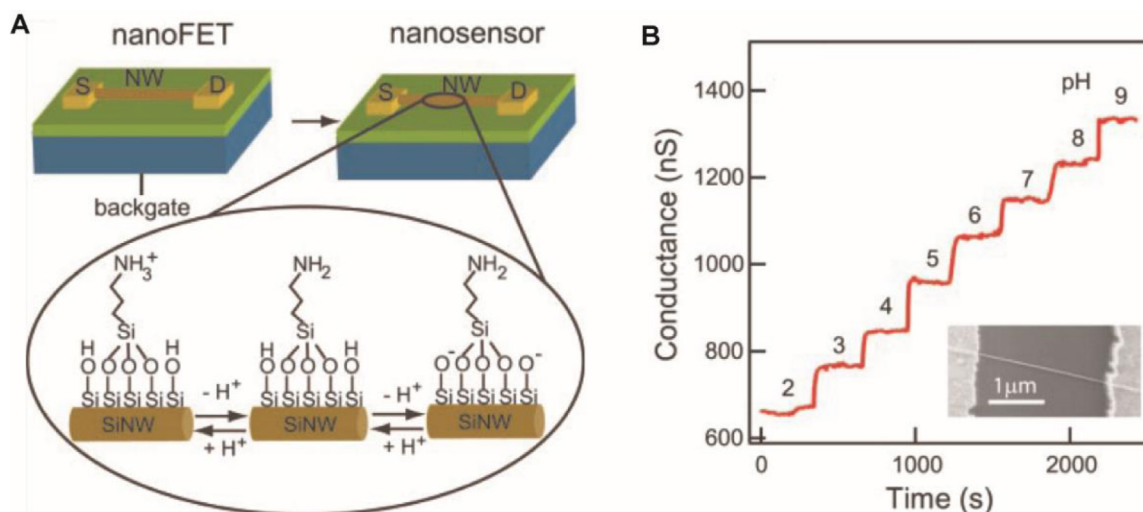 A
nanoFET
nanosensor
S
NW
D
S
NW
D
backgate
NH3+
NH2
NH2
Si
Si
Si
H
H
H
H
O O O O O
O O O O O
O- O O O O-
Si Si Si Si Si
Si Si Si Si Si
Si Si Si Si Si
- H+
- H+
SiNW
SiNW
SiNW
+ H+
+ H+
B
Conductance (nS)
1400
1200
1000
800
600
pH
2
3
4
5
6
7
8
9
1μm
0
1000
2000
Time (s)